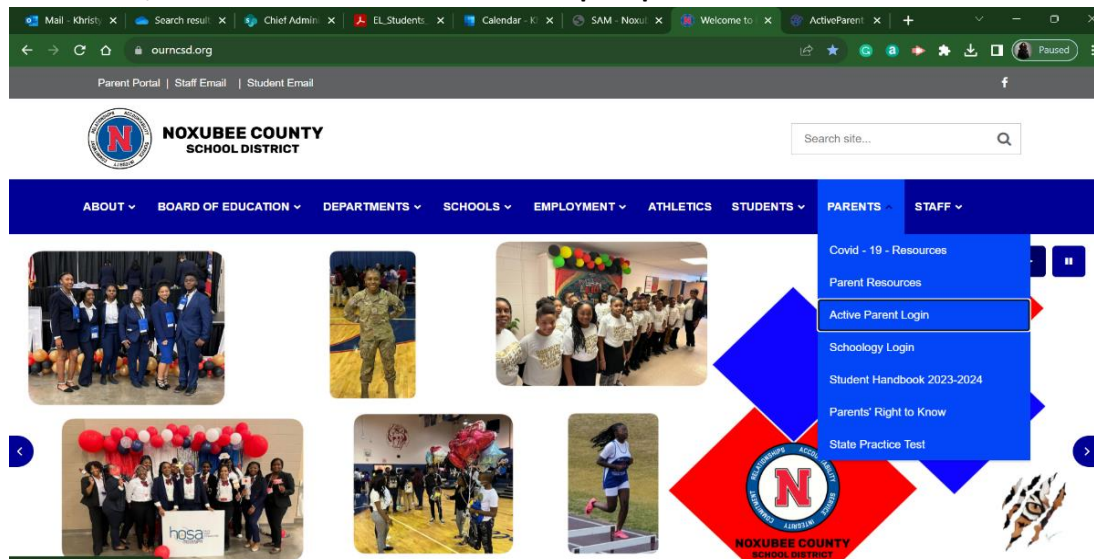 Mail - Khristy
Search result
Chief Admini
EL_Students_
Calendar - K
SAM - Noxub
Welcome to
ActiveParent
ourncsd.org
Paused
Parent Portal | Staff Email | Student Email
NOXUBEE COUNTY
SCHOOL DISTRICT
Search site...
ABOUT BOARD OF EDUCATION DEPARTMENTS SCHOOLS EMPLOYMENT ATHLETICS STUDENTS PARENTS STAFF
Covid - 19 - Resources
Parent Resources
Active Parent Login
Schoology Login
Student Handbook 2023-2024
Parents' Right to Know
State Practice Test
hosa
N
NOXUBEE COUNTY
SCHOOL DISTRICT